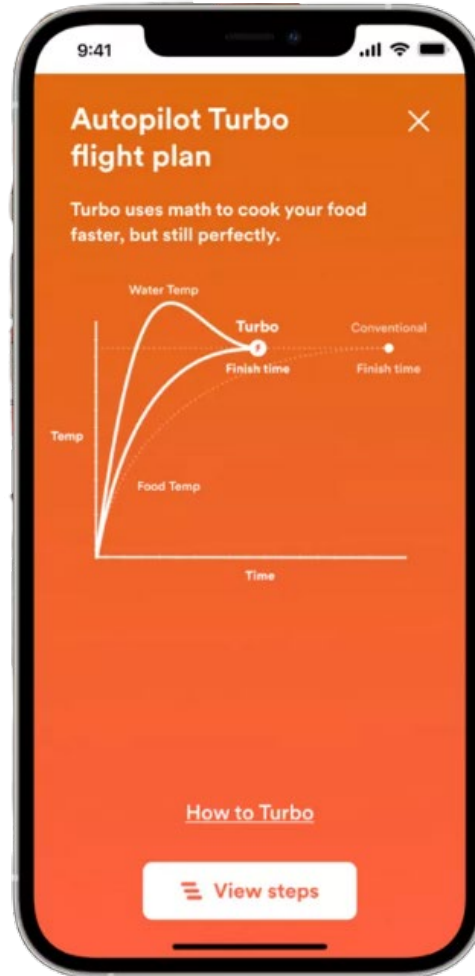 9:41
Autopilot Turbo
flight plan
Turbo uses math to cook your food
faster, but still perfectly.
Water Temp
Turbo
Conventional
Finish time
Finish time
Temp
Food Temp
Time
How to Turbo
View steps